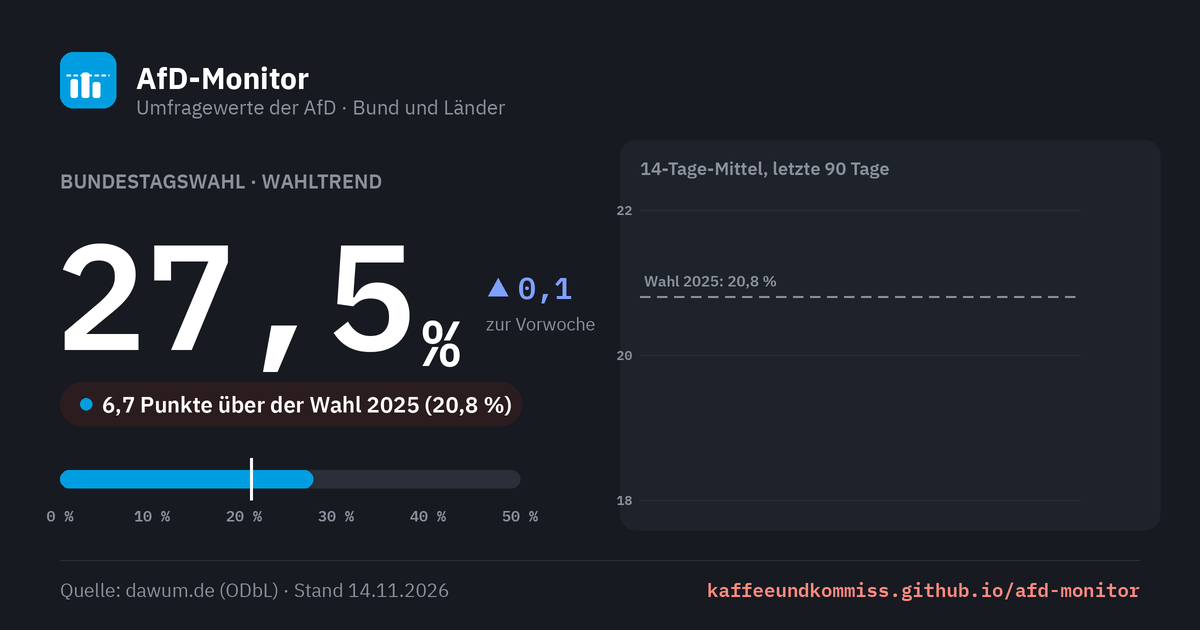 AfD-Monitor
Umfragewerte der AfD · Bund und Länder
BUNDESTAGSWAHL · WAHLTREND
27,5 %
▲ 0,1
zur Vorwoche
6,7 Punkte über der Wahl 2025 (20,8 %)
0 % 10 % 20 % 30 % 40 % 50 %
14-Tage-Mittel, letzte 90 Tage
22
Wahl 2025: 20,8 %
20
18
Quelle: dawum.de (ODbL) · Stand 14.11.2026
kaffeeundkommiss.github.io/afd-monitor